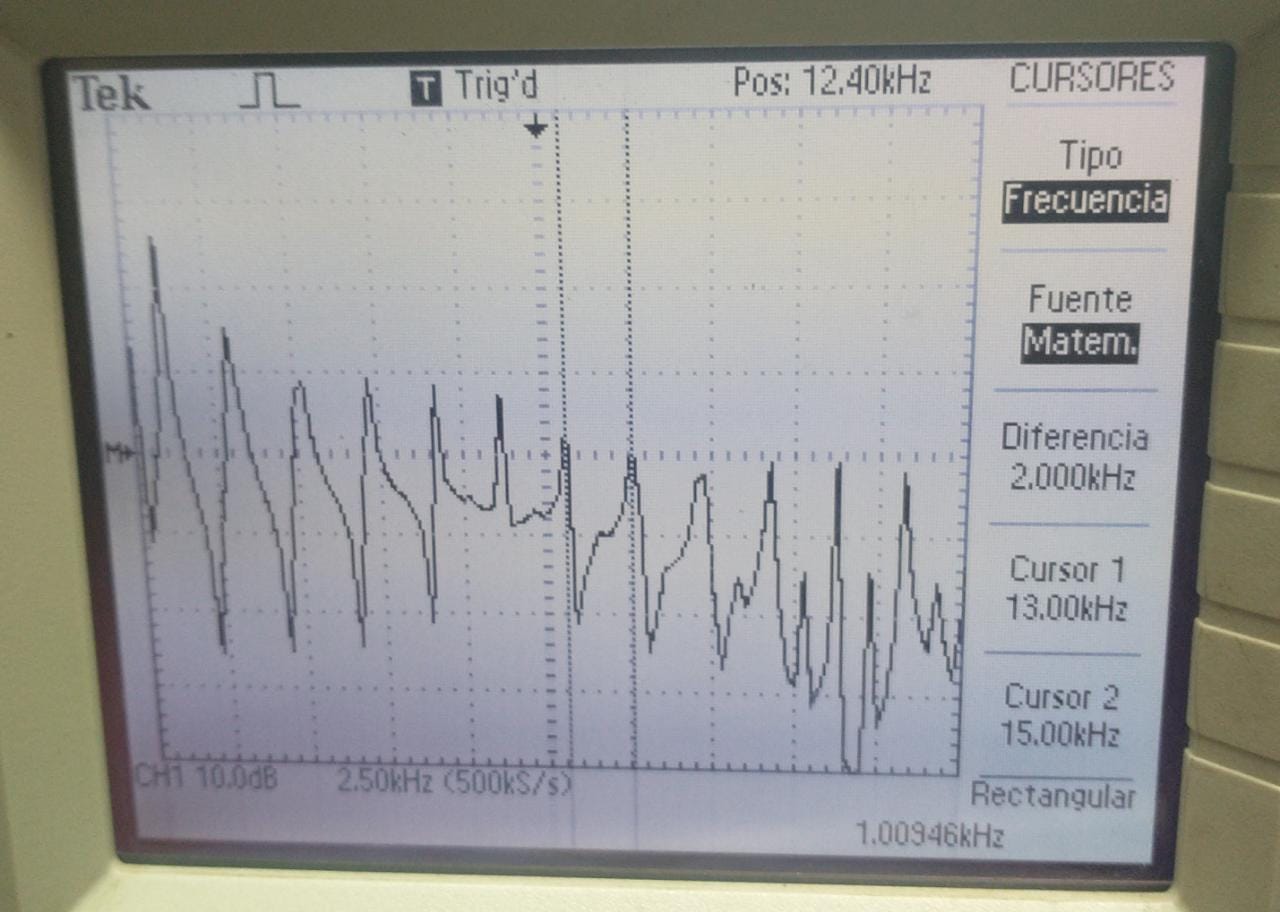 Tek T Trig'd Pos: 12.40kHz CURSORES
Tipo
Frecuencia
Fuente
Matem.
M
Diferencia
2.000kHz
Cursor 1
13.00kHz
Cursor 2
15.00kHz
CH1 10.0dB 2.50kHz (500kS/s) Rectangular
1.00946kHz